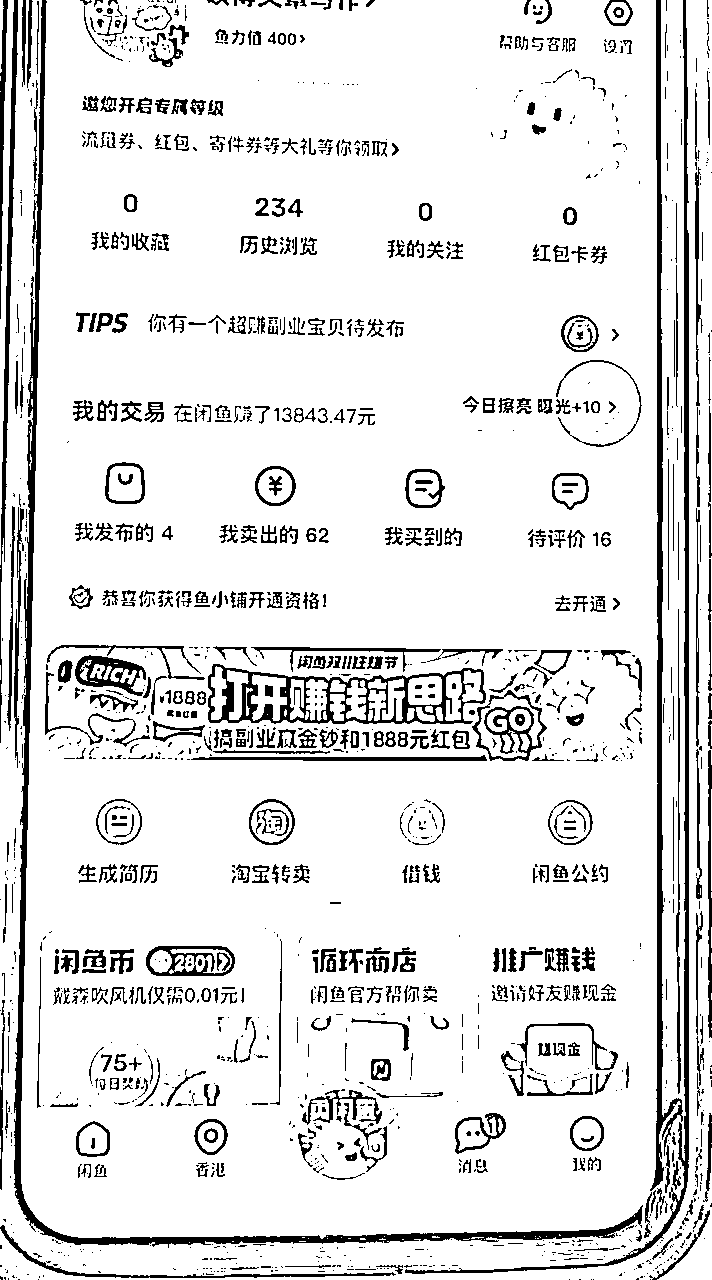 鱼力值 400>
帮助与客服
设置
邀您开启专属等级
流量券、红包、寄件券等大礼等你领取>
0
234
0
0
我的收藏
历史浏览
我的关注
红包卡券
TIPS 你有一个超赚副业宝贝待发布
我的交易 在闲鱼赚了13843.47元
今日擦亮 曝光+10 >
我发布的 4
我卖出的 62
我买到的
待评价 16
恭喜你获得鱼小铺开通资格!
去开通 >
RICH
闲鱼双11狂赚节
¥1888
打开赚钱新思路
GO
搞副业赢金钞和1888元红包
生成简历
淘
淘宝转卖
借钱
闲鱼公约
闲鱼币
2801
循环商店
推广赚钱
戴森吹风机仅需0.01元!
闲鱼官方帮你卖
邀请好友赚现金
75+
每日奖励
赚现金
卖闲置
闲鱼
香港
消息
我的